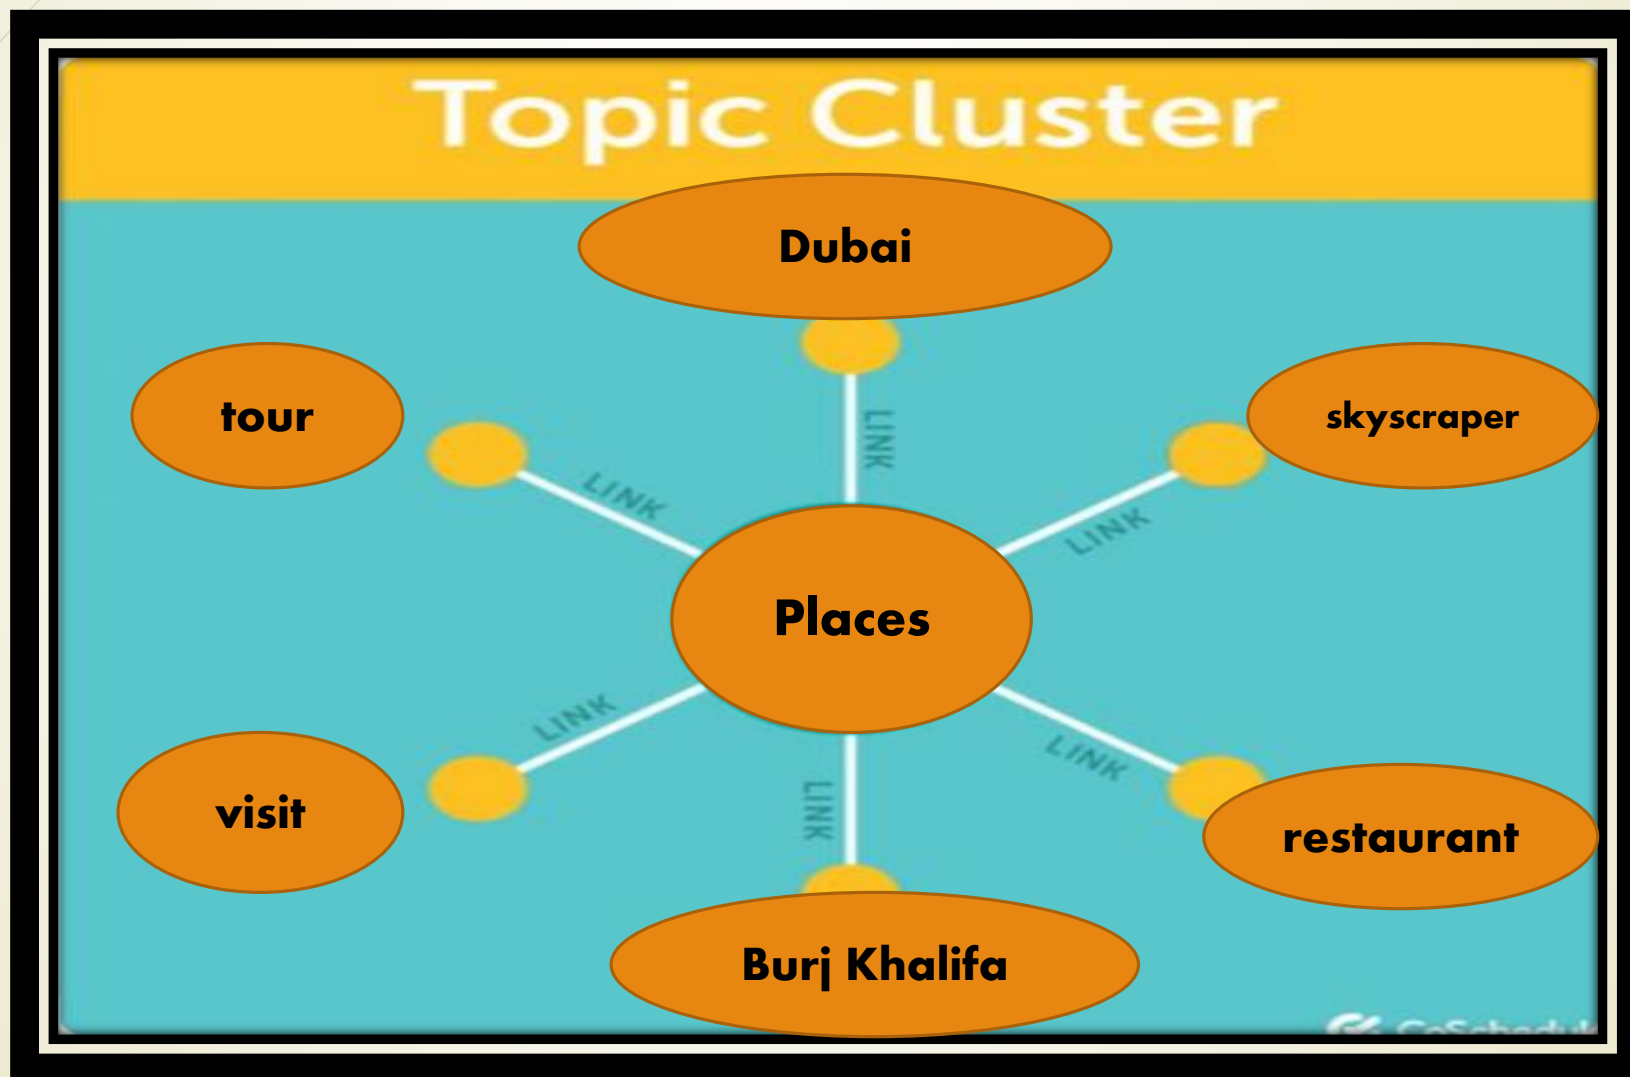 Topic Cluster
Dubai
tour
skyscraper
LINK
LINK
LINK
Places
LINK
LINK
LINK
visit
restaurant
Burj Khalifa